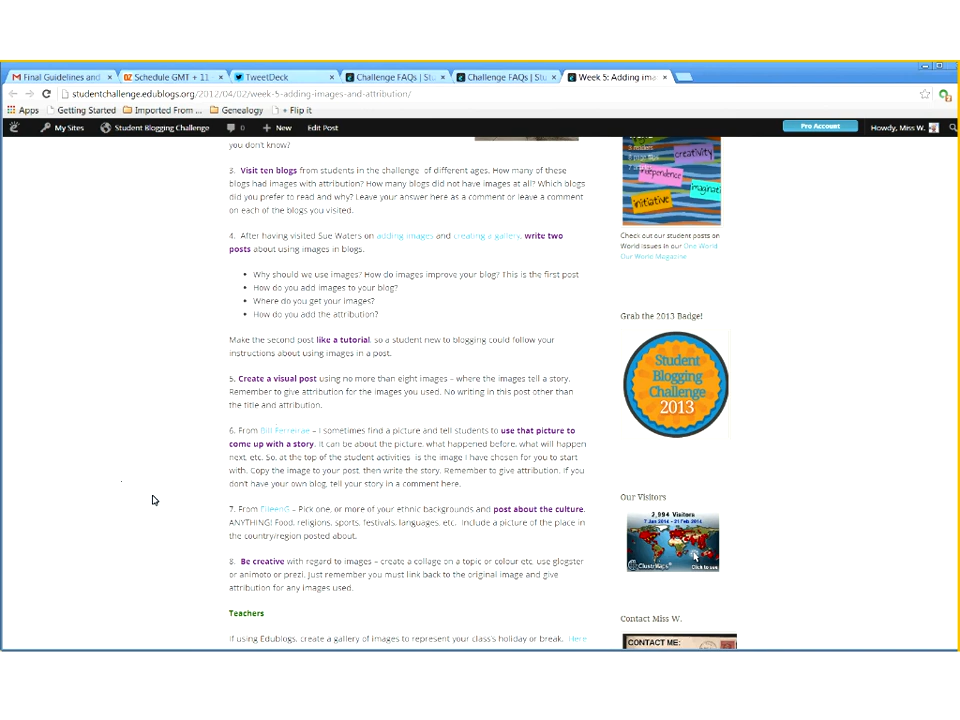 Final Guidelines and
Schedule GMT + 11
TweetDeck
Challenge FAQs | Stu
Challenge FAQs | Stu
Week 5: Adding ima
studentchallenge.edublogs.org/2012/04/02/week-5-adding-images-and-attribution/
Apps Getting Started Imported From ... Genealogy + Flip it
My Sites Student Blogging Challenge 0 + New Edit Post Pro Account Howdy, Miss W.
you don't know?
3. Visit ten blogs from students in the challenge of different ages. How many of these
blogs had images with attribution? How many blogs did not have images at all? Which blogs
did you prefer to read and why? Leave your answer here as a comment or leave a comment
on each of the blogs you visited.
4. After having visited Sue Waters on adding images and creating a gallery, write two
posts about using images in blogs.
• Why should we use images? How do images improve your blog? This is the first post
• How do you add images to your blog?
• Where do you get your images?
• How do you add the attribution?
Make the second post like a tutorial, so a student new to blogging could follow your
instructions about using images in a post.
5. Create a visual post using no more than eight images – where the images tell a story.
Remember to give attribution for the images you used. No writing in this post other than
the title and attribution.
6. From Bill Ferreirae – I sometimes find a picture and tell students to use that picture to
come up with a story. It can be about the picture, what happened before, what will happen
next, etc. So, at the top of the student activities is the image I have chosen for you to start
with. Copy the image to your post, then write the story. Remember to give attribution. If you
don't have your own blog, tell your story in a comment here.
7. From EileenG – Pick one, or more of your ethnic backgrounds and post about the culture.
ANYTHING! Food, religions, sports, festivals, languages, etc. Include a picture of the place in
the country/region posted about.
8. Be creative with regard to images – create a collage on a topic or colour etc. use glogster
or animoto or prezi. Just remember you must link back to the original image and give
attribution for any images used.
Teachers
If using Edublogs, create a gallery of images to represent your class's holiday or break. Here
creativity
independence
imaginati
initiative
Check out our student posts on
World issues in our One World
Our World Magazine
Grab the 2013 Badge!
Student
Blogging
Challenge
2013
Our Visitors
2,994 Visitors
7 Jan 2014 - 21 Feb 2014
ClustrMaps
Click to see
Contact Miss W.
CONTACT ME: